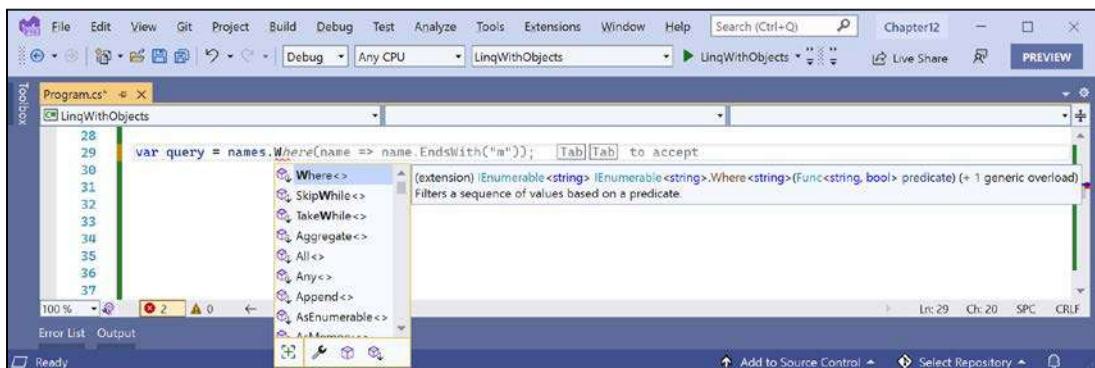 File Edit View Git Project Build Debug Test Analyze Tools Extensions Window Help Search (Ctrl+Q) Chapter12
Debug Any CPU LinqWithObjects LinqWithObjects Live Share PREVIEW
Toolbox
Program.cs*
LinqWithObjects
28
29 var query = names.Where(name => name.EndsWith("m")); Tab Tab to accept
30 Where<> (extension) IEnumerable<string> IEnumerable<string>.Where<string>(Func<string, bool> predicate) (+ 1 generic overload)
31 SkipWhile<> Filters a sequence of values based on a predicate.
32 TakeWhile<>
33 Aggregate<>
34 All<>
35 Any<>
36 Append<>
37 AsEnumerable<>
100 % 2 0 Ln: 29 Ch: 20 SPC CRLF
Error List Output
Ready Add to Source Control Select Repository